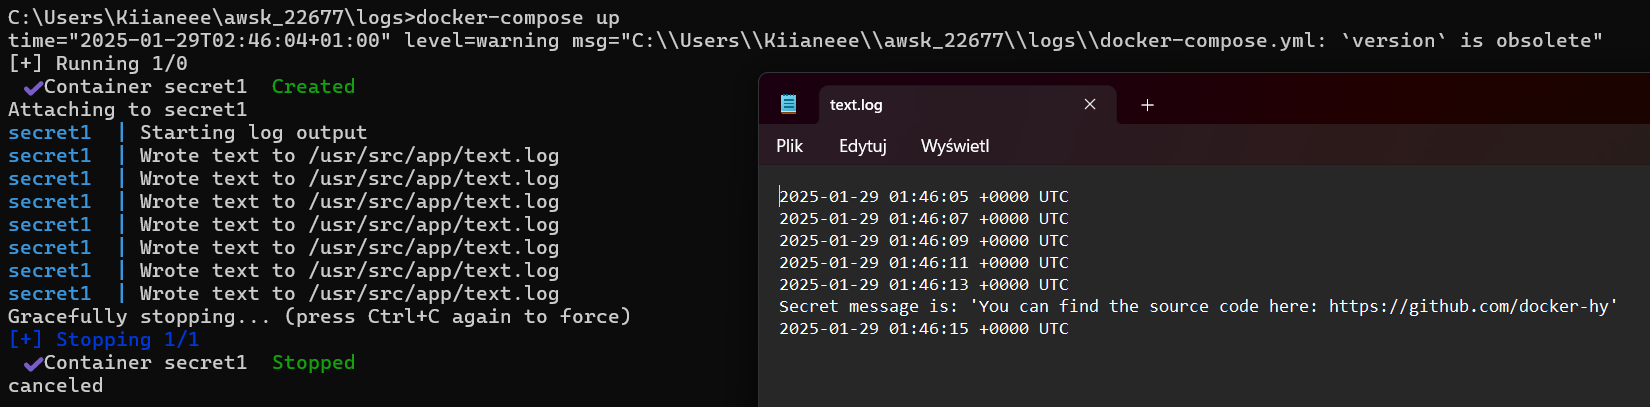 C:\Users\Kiianeee\awsk_22677\logs>docker-compose up
time="2025-01-29T02:46:04+01:00" level=warning msg="C:\\Users\\Kiianeee\\awsk_22677\\logs\\docker-compose.yml: `version` is obsolete"
[+] Running 1/0
✔Container secret1  Created
Attaching to secret1
secret1  | Starting log output
secret1  | Wrote text to /usr/src/app/text.log
secret1  | Wrote text to /usr/src/app/text.log
secret1  | Wrote text to /usr/src/app/text.log
secret1  | Wrote text to /usr/src/app/text.log
secret1  | Wrote text to /usr/src/app/text.log
secret1  | Wrote text to /usr/src/app/text.log
secret1  | Wrote text to /usr/src/app/text.log
Gracefully stopping... (press Ctrl+C again to force)
[+] Stopping 1/1
✔Container secret1  Stopped
canceled
text.log
Plik Edytuj Wyświetl
2025-01-29 01:46:05 +0000 UTC
2025-01-29 01:46:07 +0000 UTC
2025-01-29 01:46:09 +0000 UTC
2025-01-29 01:46:11 +0000 UTC
2025-01-29 01:46:13 +0000 UTC
Secret message is: 'You can find the source code here: https://github.com/docker-hy'
2025-01-29 01:46:15 +0000 UTC